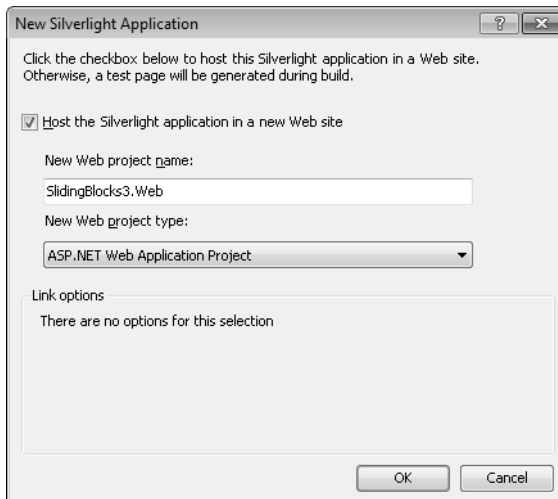 New Silverlight Application
Click the checkbox below to host this Silverlight application in a Web site.
Otherwise, a test page will be generated during build.
Host the Silverlight application in a new Web site
New Web project name:
SlidingBlocks3.Web
New Web project type:
ASP.NET Web Application Project
Link options
There are no options for this selection
OK
Cancel